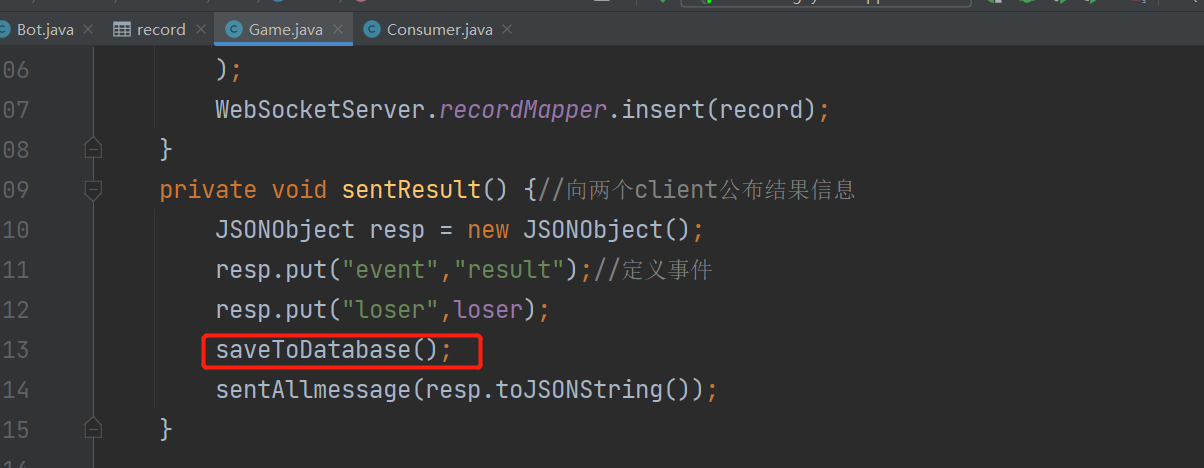 Bot.java record Game.java Consumer.java
06 );
07 WebSocketServer.recordMapper.insert(record);
08 }
09 private void sentResult() {//向两个client公布结果信息
10 JSONObject resp = new JSONObject();
11 resp.put("event","result");//定义事件
12 resp.put("loser",loser);
13 saveToDatabase();
14 sentAllmessage(resp.toJSONString());
15 }